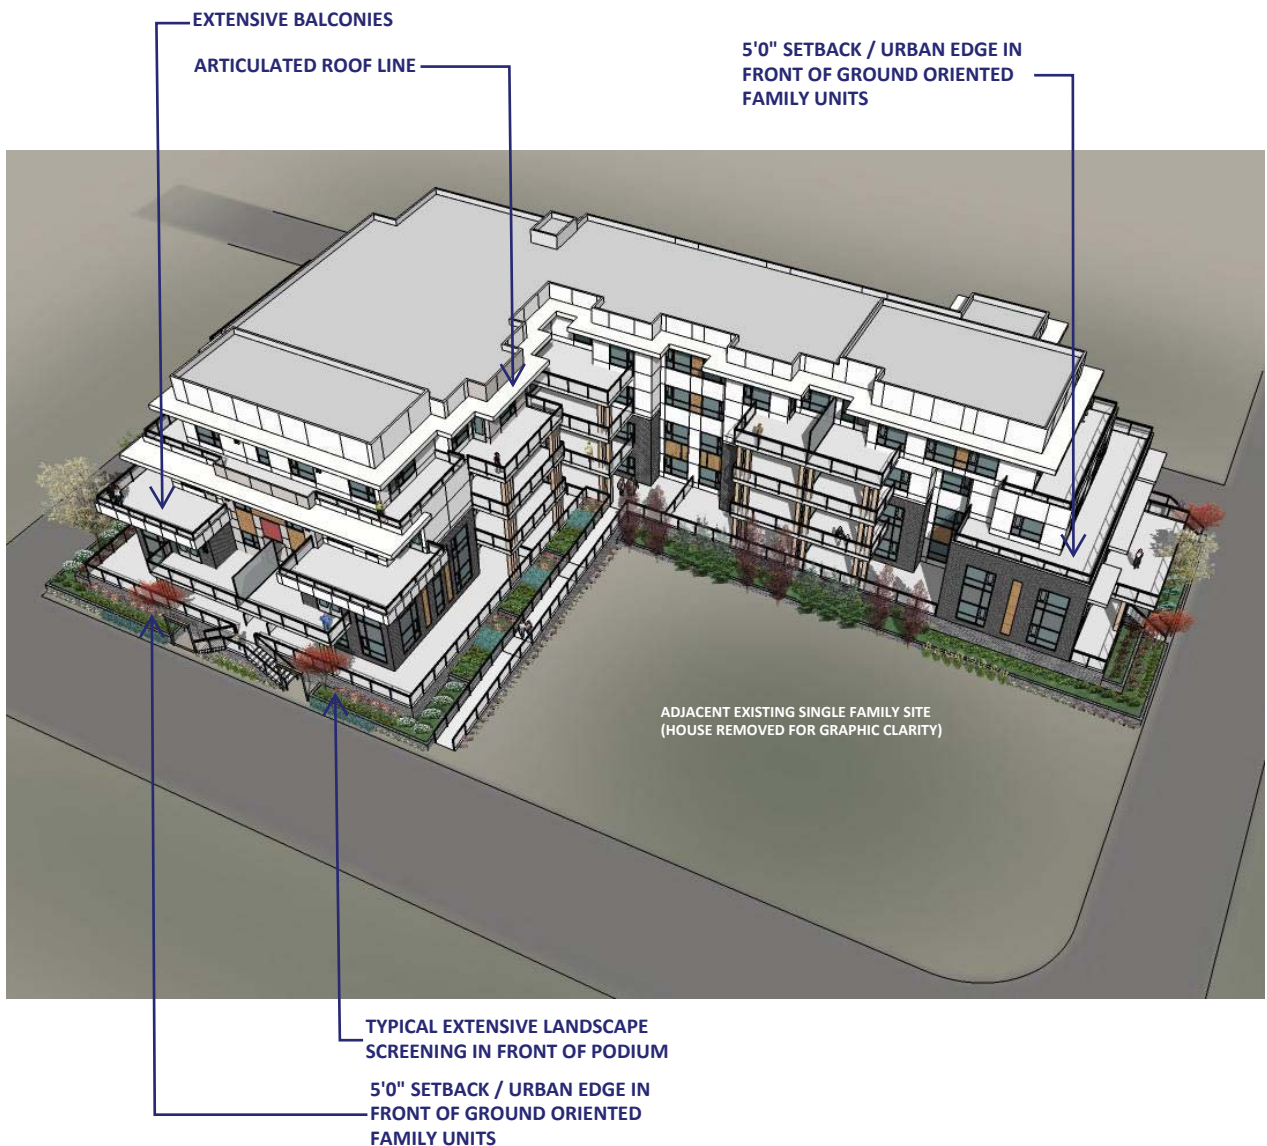 EXTENSIVE BALCONIES
ARTICULATED ROOF LINE
5'0" SETBACK / URBAN EDGE IN
FRONT OF GROUND ORIENTED
FAMILY UNITS
ADJACENT EXISTING SINGLE FAMILY SITE
(HOUSE REMOVED FOR GRAPHIC CLARITY)
TYPICAL EXTENSIVE LANDSCAPE
SCREENING IN FRONT OF PODIUM
5'0" SETBACK / URBAN EDGE IN
FRONT OF GROUND ORIENTED
FAMILY UNITS